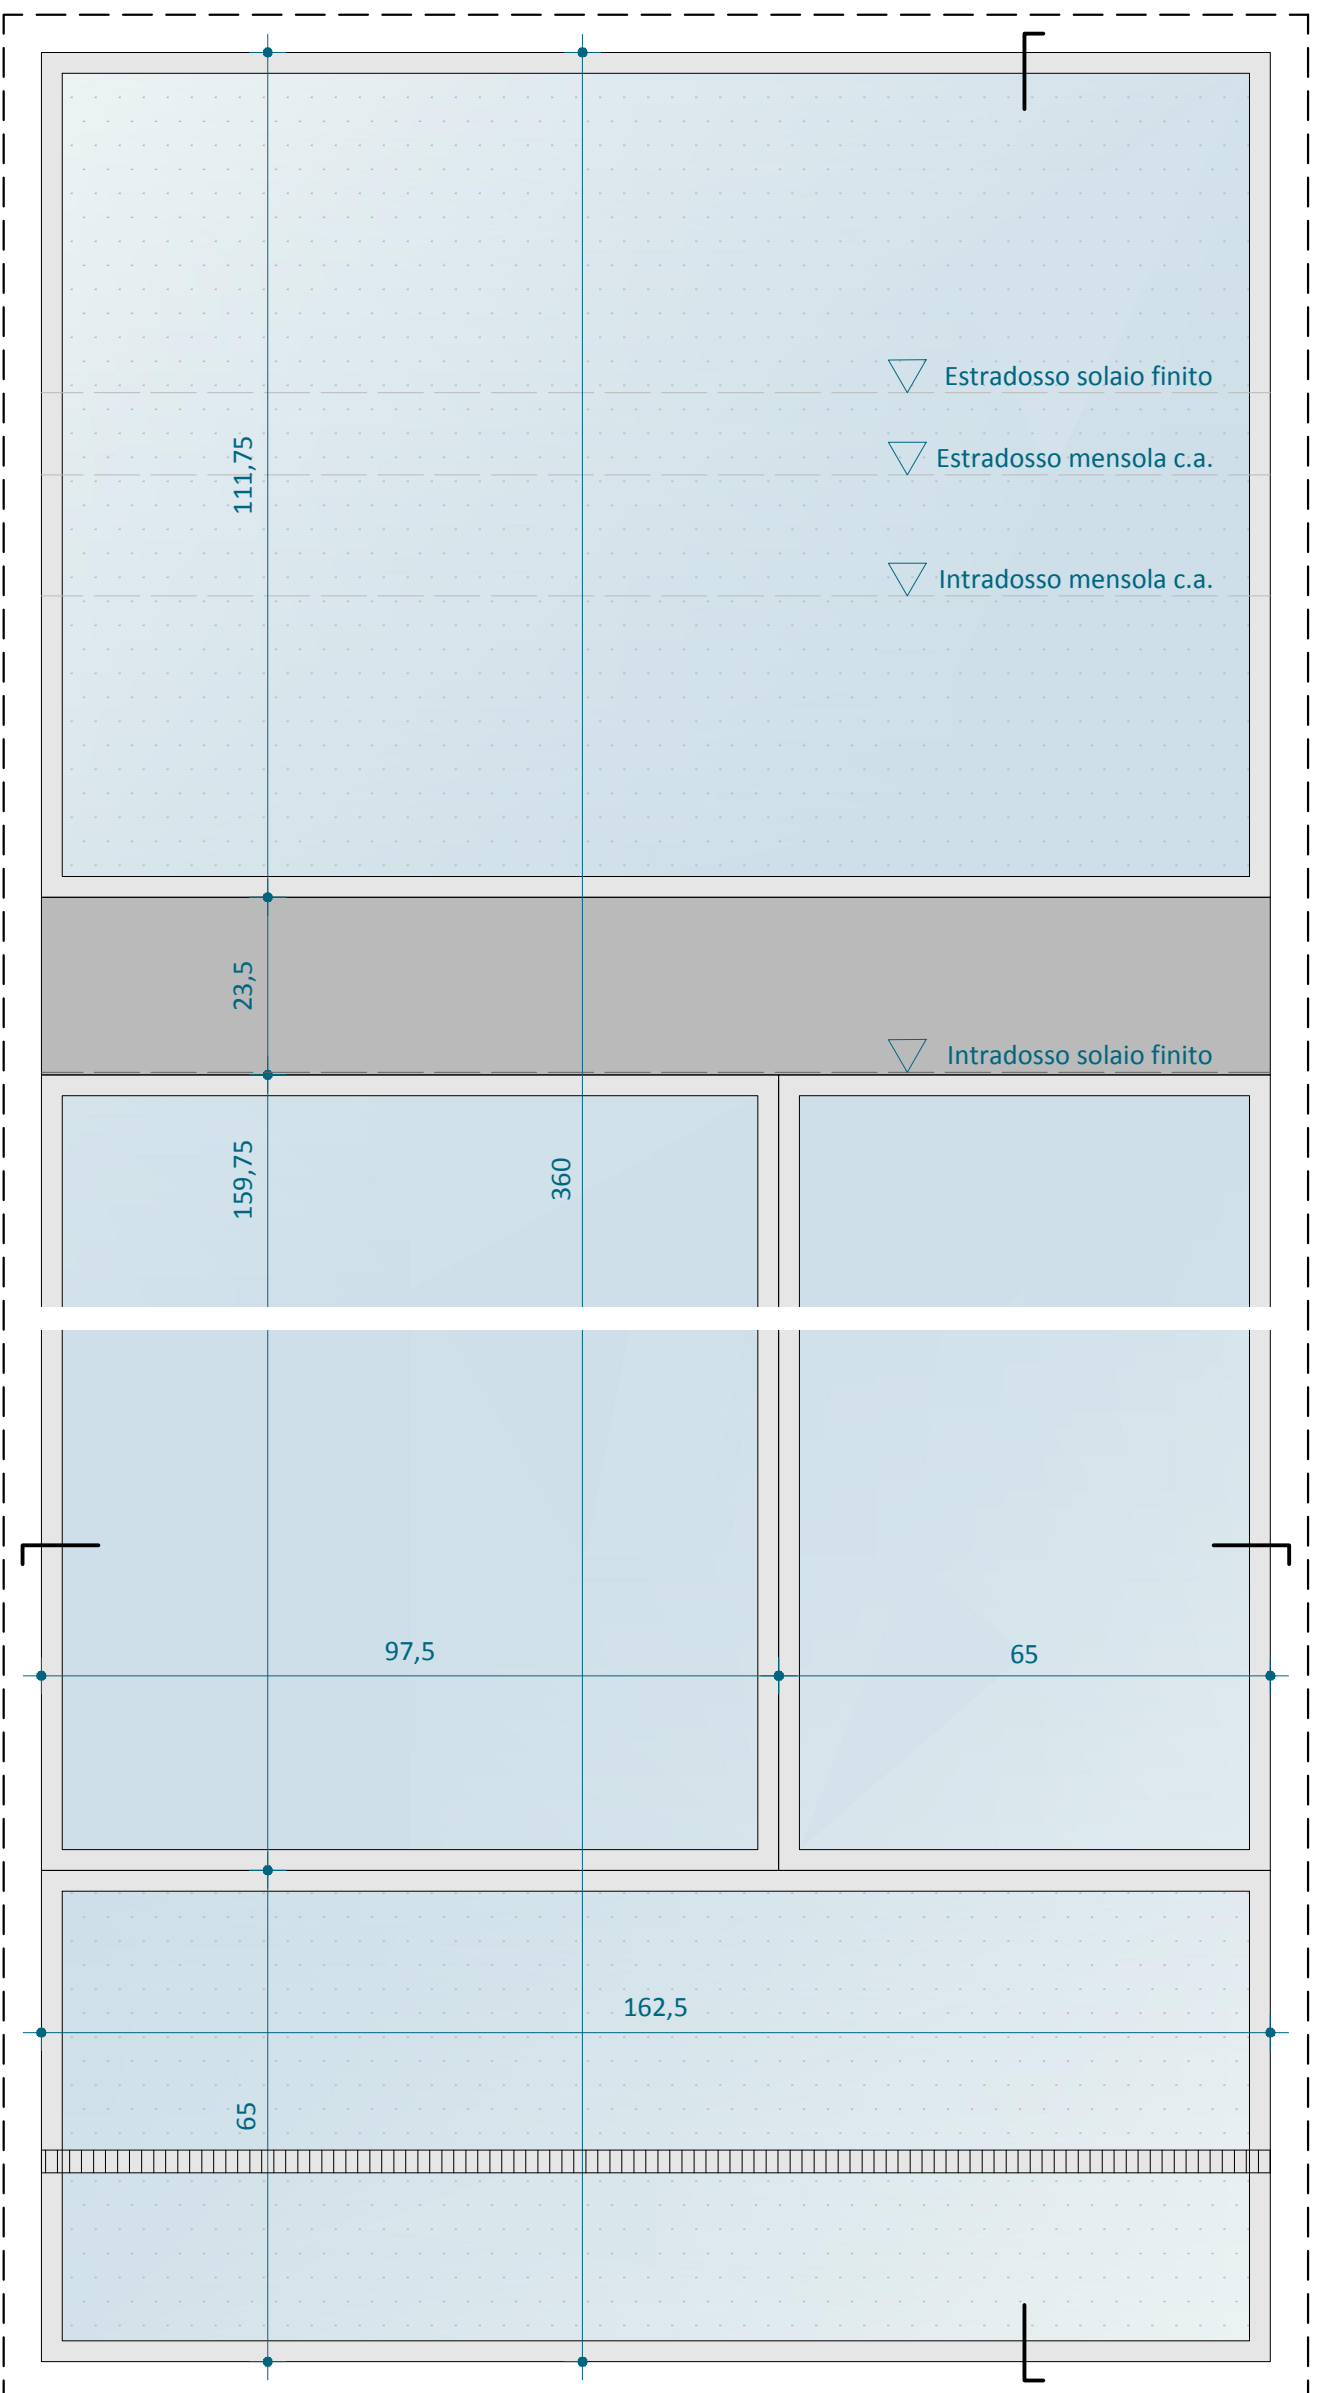 Estradosso solaio finito
111,75
Estradosso mensola c.a.
Intradosso mensola c.a.
23,5
Intradosso solaio finito
159,75
360
97,5
65
162,5
65